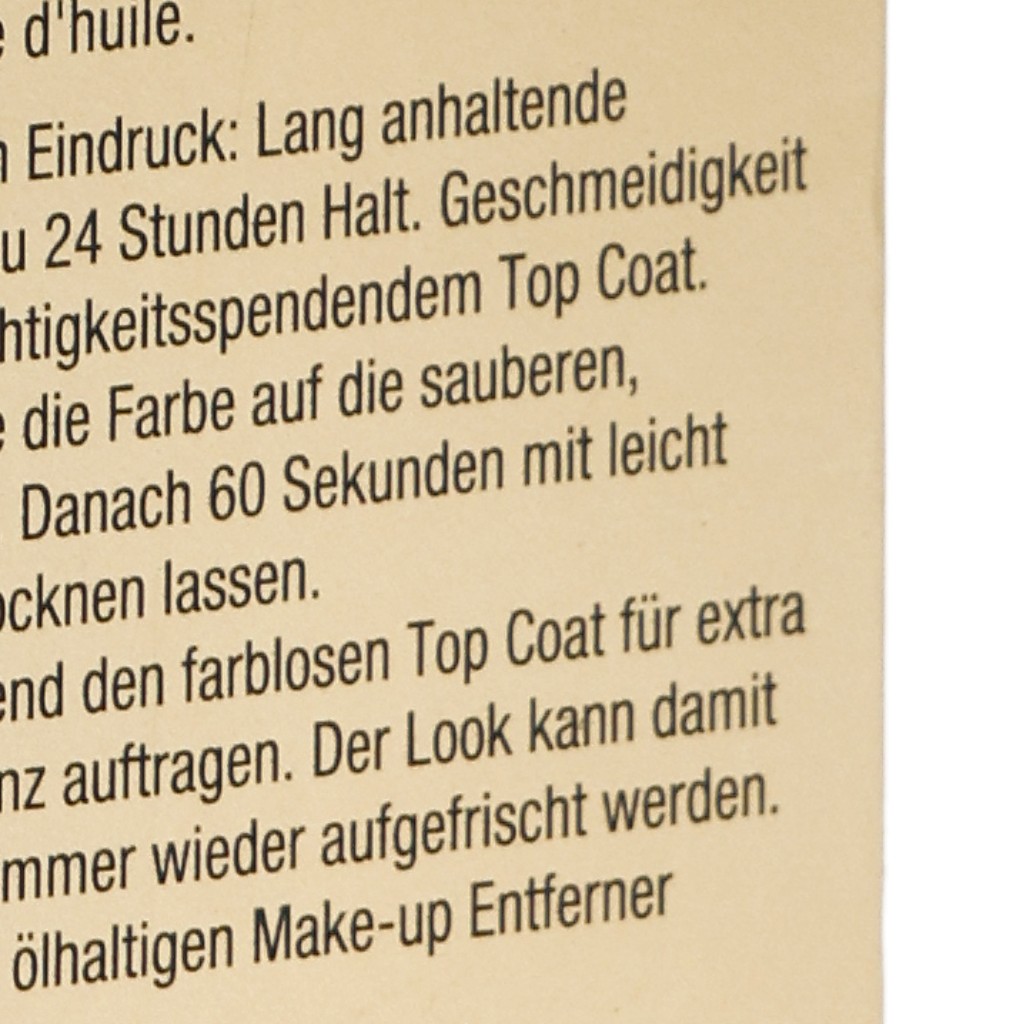 d'huile.
Eindruck: Lang anhaltende
24 Stunden Halt. Geschmeidigkeit
htigkeitsspendendem Top Coat.
die Farbe auf die sauberen,
Danach 60 Sekunden mit leicht
ocknen lassen.
end den farblosen Top Coat für extra
nz auftragen. Der Look kann damit
mmer wieder aufgefrischt werden.
ölhaltigen Make-up Entferner